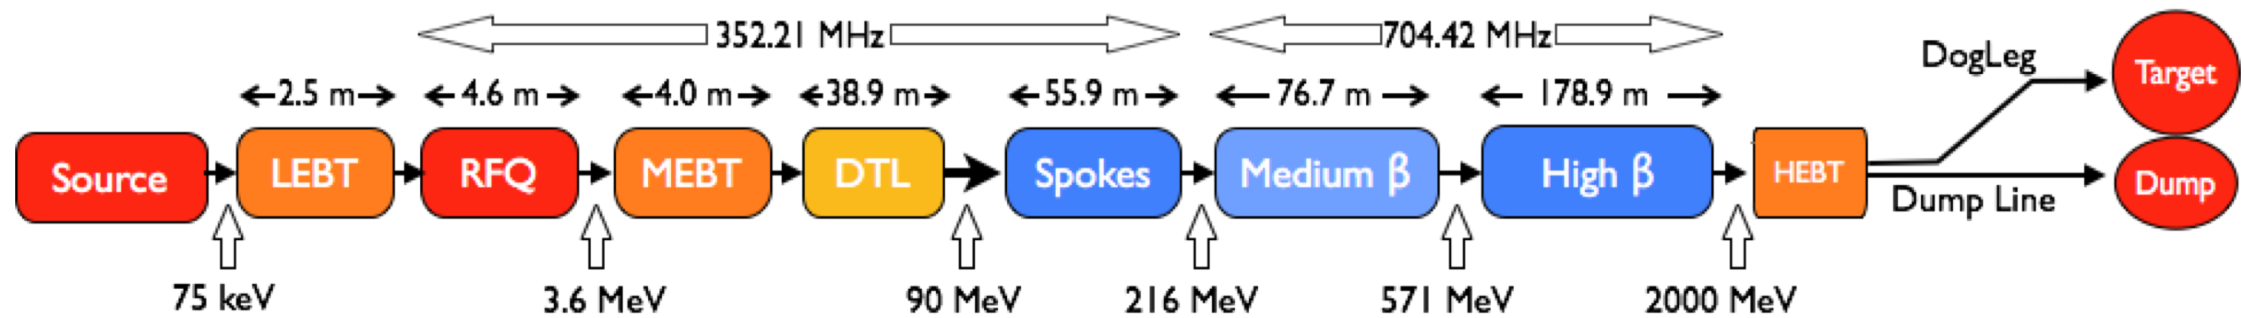 352.21 MHz 704.42 MHz
2.5 m 4.6 m 4.0 m 38.9 m 55.9 m 76.7 m 178.9 m
DogLeg
Target
Source LEBT RFQ MEBT DTL Spokes Medium β High β HEBT
Dump Line
Dump
75 keV 3.6 MeV 90 MeV 216 MeV 571 MeV 2000 MeV